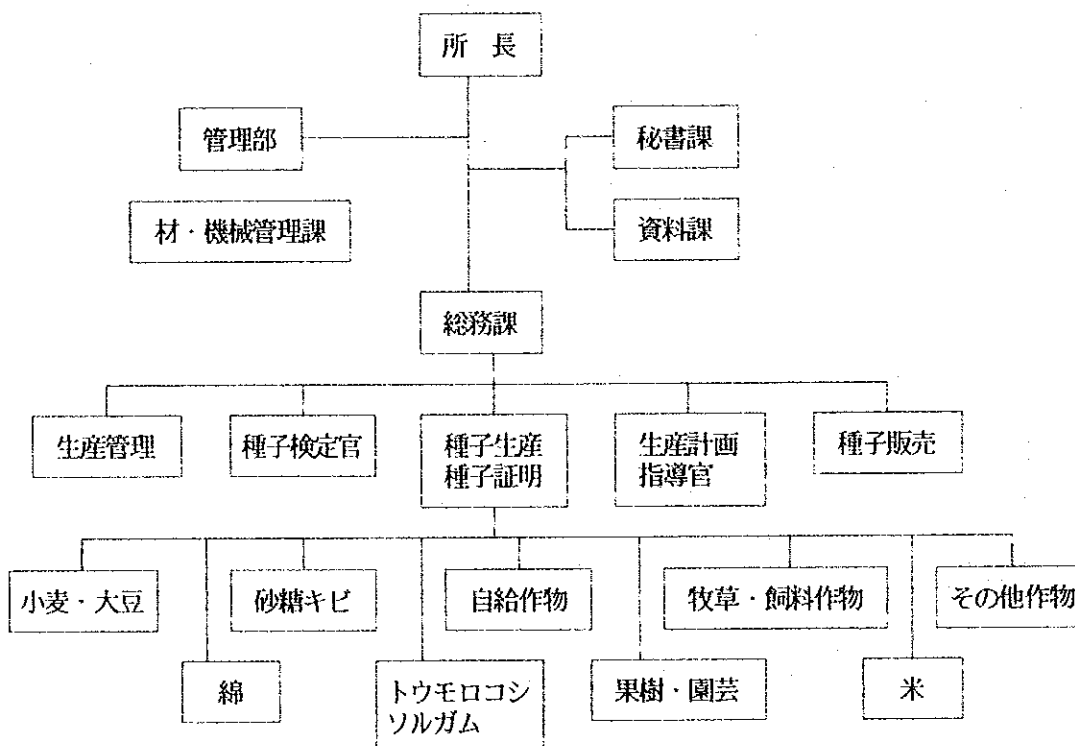 所 長
管理部
秘書課
材・機械管理課
資料課
総務課
生産管理
種子検定官
種子生産
種子証明
生産計画
指導官
種子販売
小麦・大豆
砂糖キビ
自給作物
牧草・飼料作物
その他作物
綿
トウモロコシ
ソルガム
果樹・園芸
米